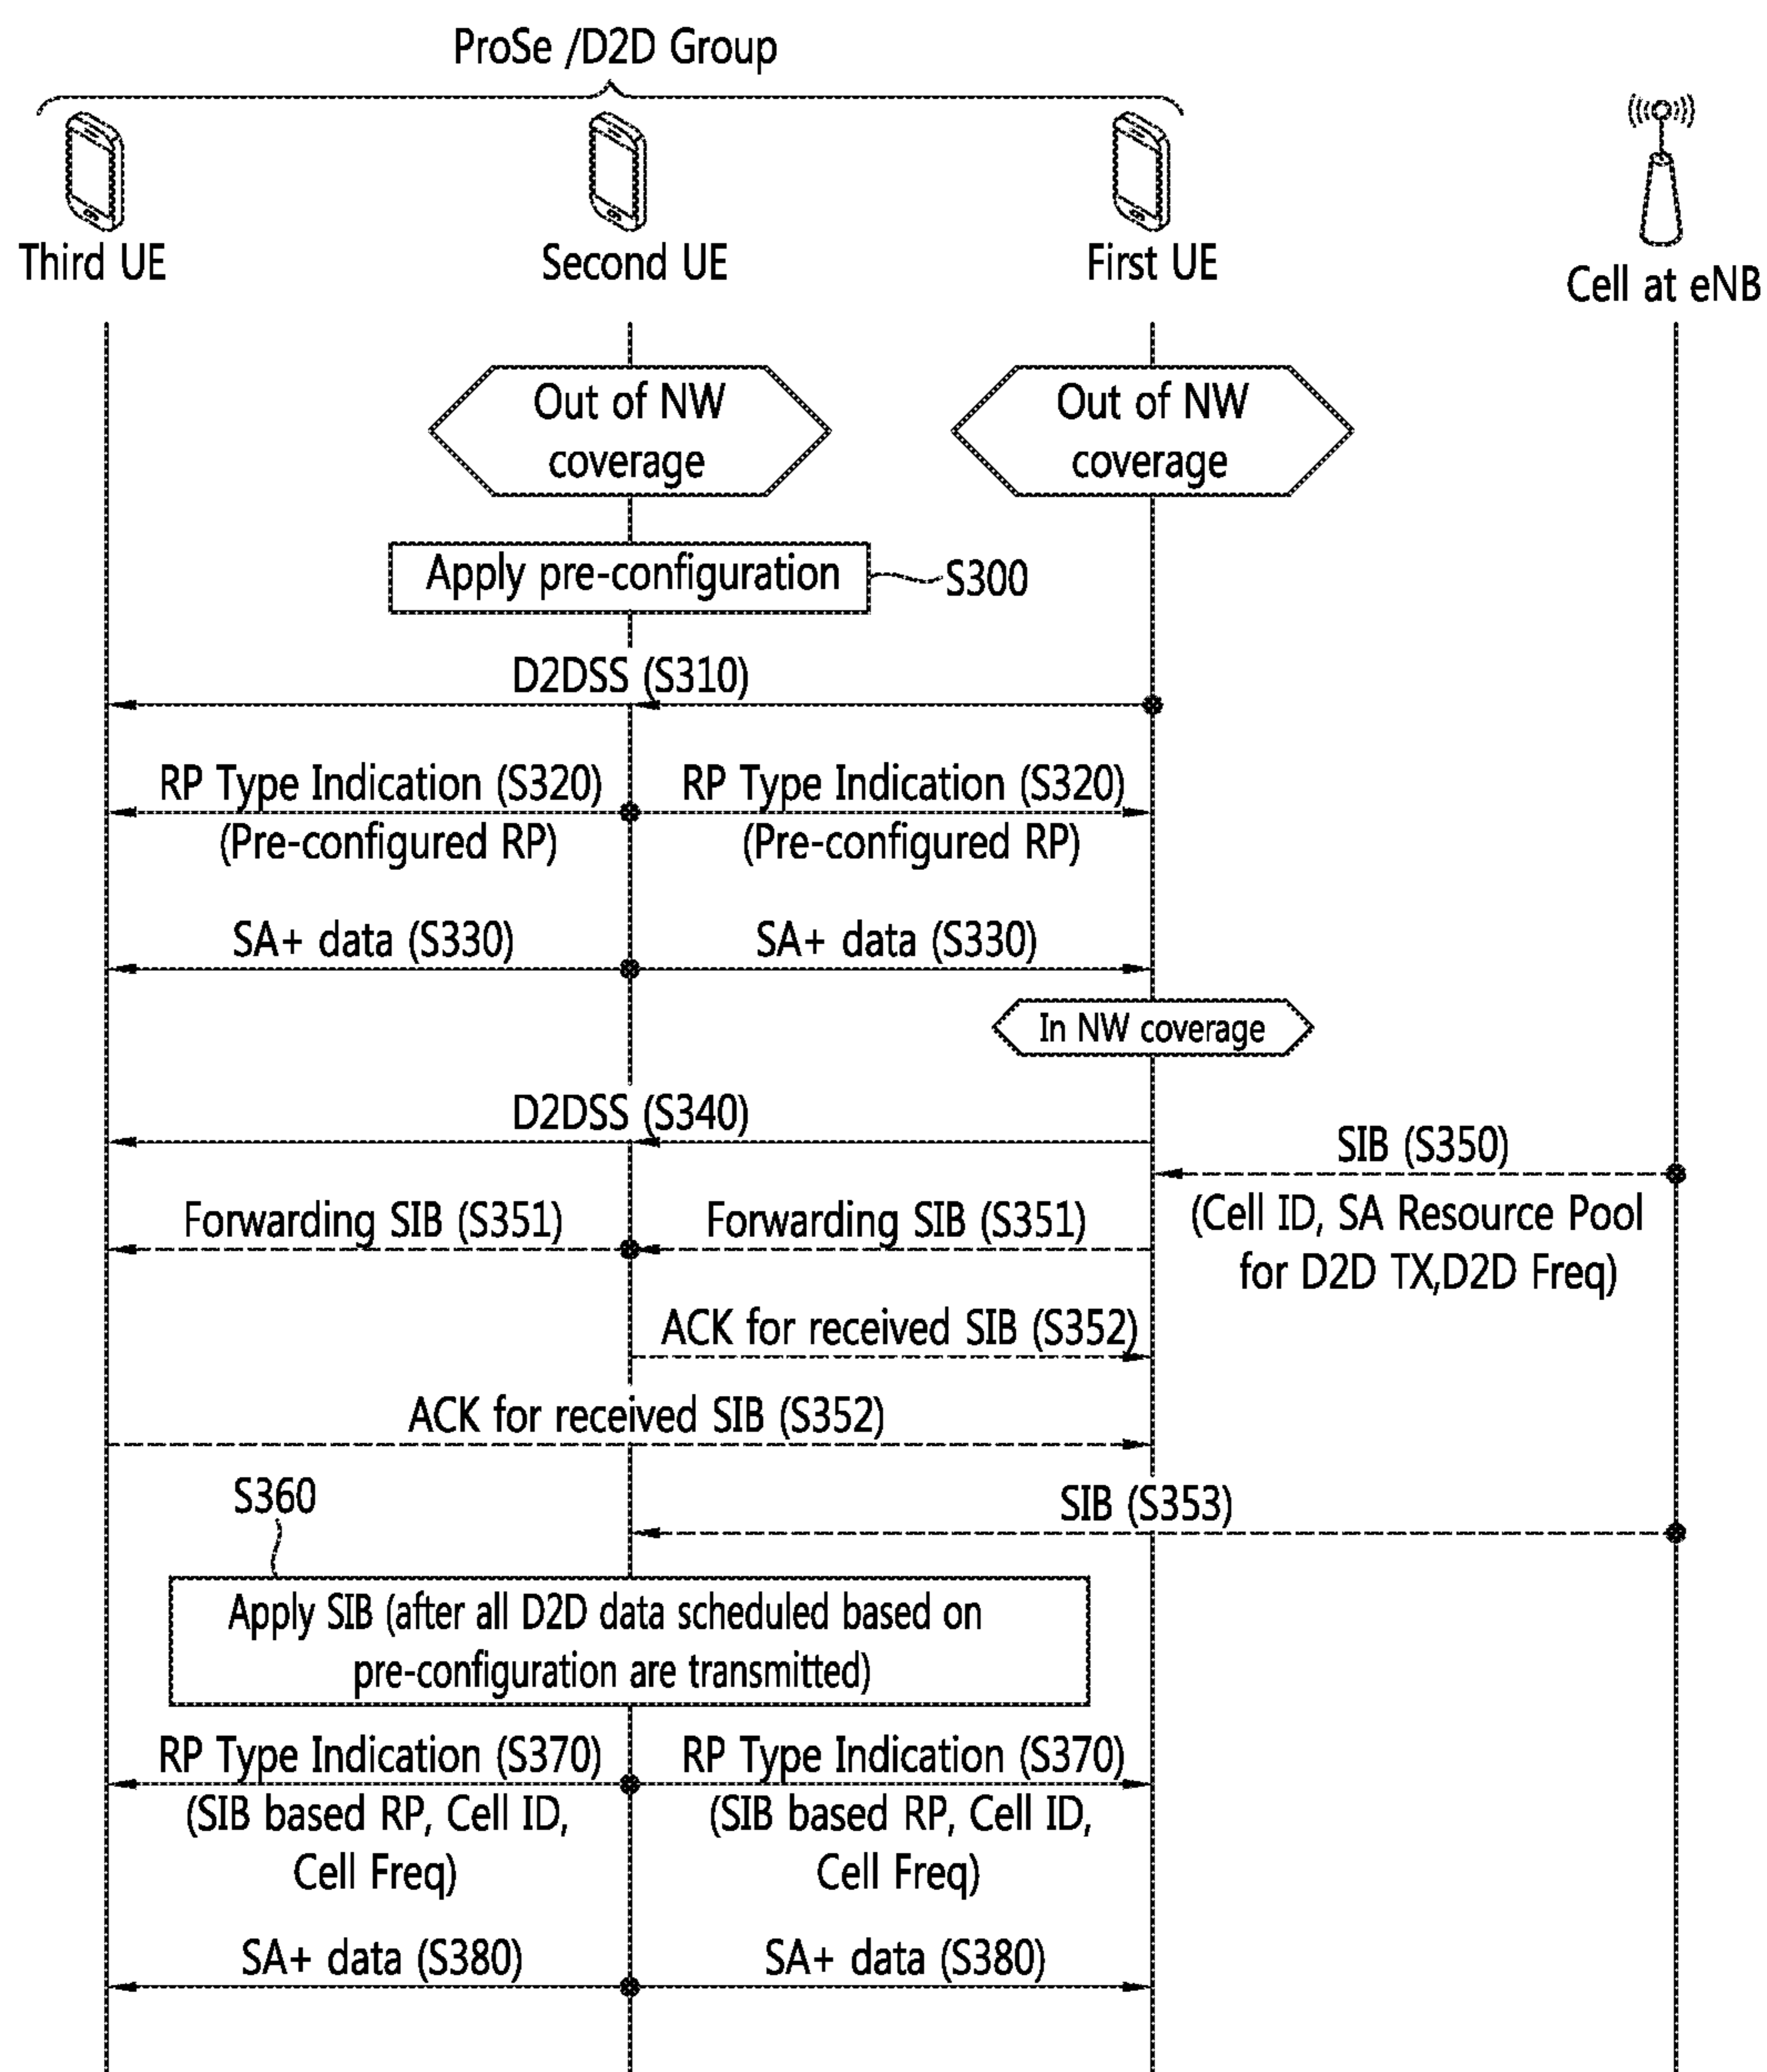 ProSe /D2D Group
Third UE
Second UE
First UE
Cell at eNB
Out of NW
coverage
Out of NW
coverage
Apply pre-configuration
S300
D2DSS (S310)
RP Type Indication (S320)
(Pre-configured RP)
RP Type Indication (S320)
(Pre-configured RP)
SA+ data (S330)
SA+ data (S330)
In NW coverage
D2DSS (S340)
SIB (S350)
(Cell ID, SA Resource Pool
for D2D TX,D2D Freq)
Forwarding SIB (S351)
Forwarding SIB (S351)
ACK for received SIB (S352)
ACK for received SIB (S352)
S360
SIB (S353)
Apply SIB (after all D2D data scheduled based on
pre-configuration are transmitted)
RP Type Indication (S370)
(SIB based RP, Cell ID,
Cell Freq)
RP Type Indication (S370)
(SIB based RP, Cell ID,
Cell Freq)
SA+ data (S380)
SA+ data (S380)